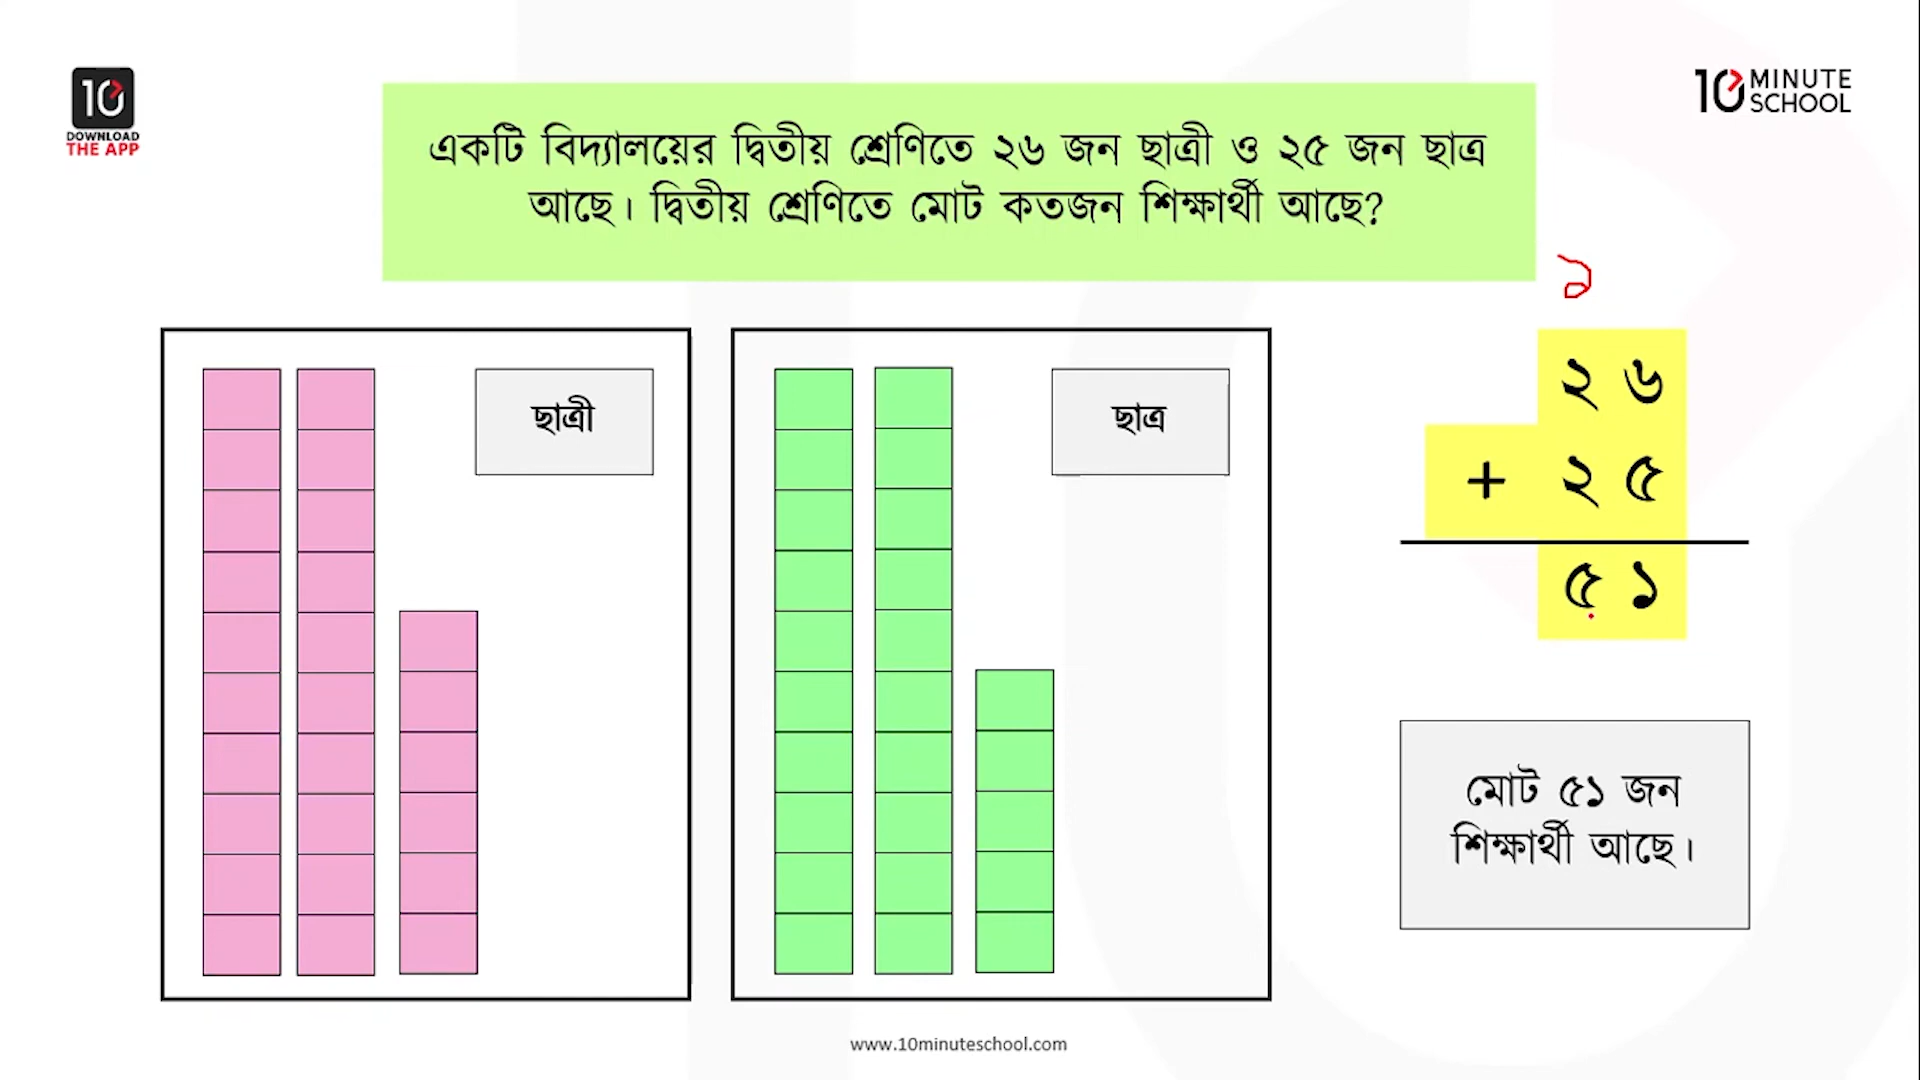 10
DOWNLOAD
THE APP
10 MINUTE
SCHOOL
একটি বিদ্যালয়ের দ্বিতীয় শ্রেণিতে ২৬ জন ছাত্রী ও ২৫ জন ছাত্র
আছে। দ্বিতীয় শ্রেণিতে মোট কতজন শিক্ষার্থী আছে?
ছাত্রী
ছাত্র
১
২ ৬
+ ২ ৫
৫ ১
মোট ৫১ জন
শিক্ষার্থী আছে।
www.10minuteschool.com